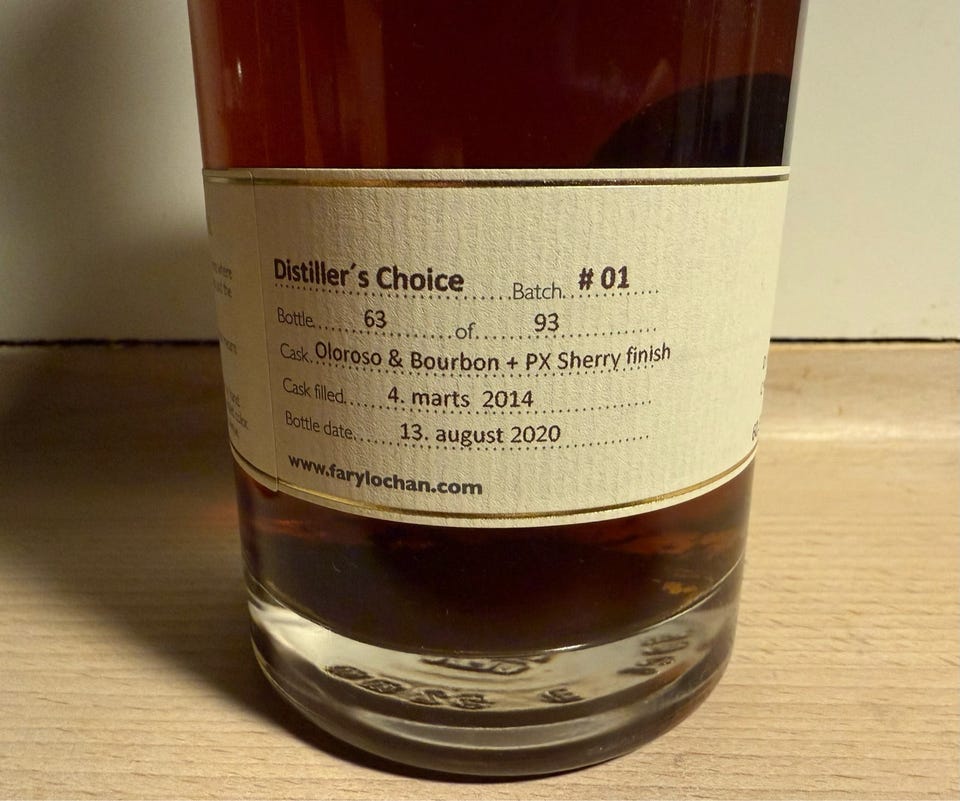 Distiller´s Choice Batch # 01
Bottle 63 of 93
Cask Oloroso & Bourbon + PX Sherry finish
Cask filled 4. marts 2014
Bottle date 13. august 2020
www.farylochan.com